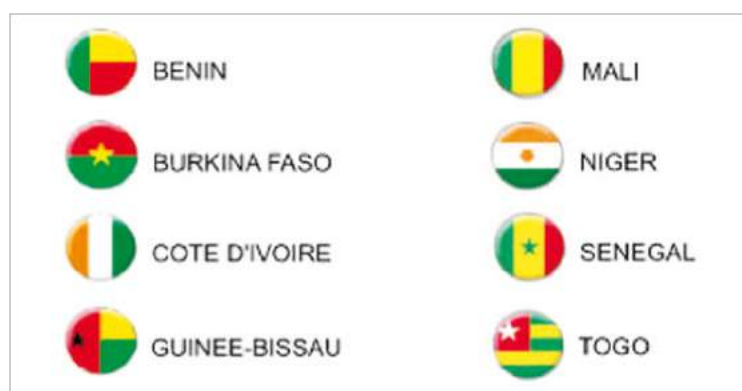 BENIN
MALI
BURKINA FASO
NIGER
COTE D'IVOIRE
SENEGAL
GUINEE-BISSAU
TOGO